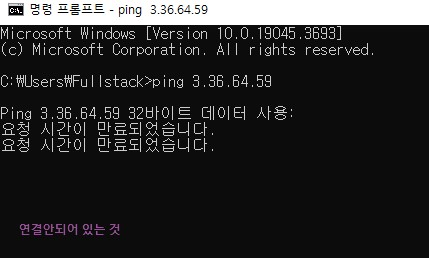 명령 프롬프트 - ping  3.36.64.59
Microsoft Windows [Version 10.0.19045.3693]
(c) Microsoft Corporation. All rights reserved.
C:₩Users₩Fullstack>ping 3.36.64.59
Ping 3.36.64.59 32바이트 데이터 사용:
요청 시간이 만료되었습니다.
요청 시간이 만료되었습니다.
연결안되어 있는 것